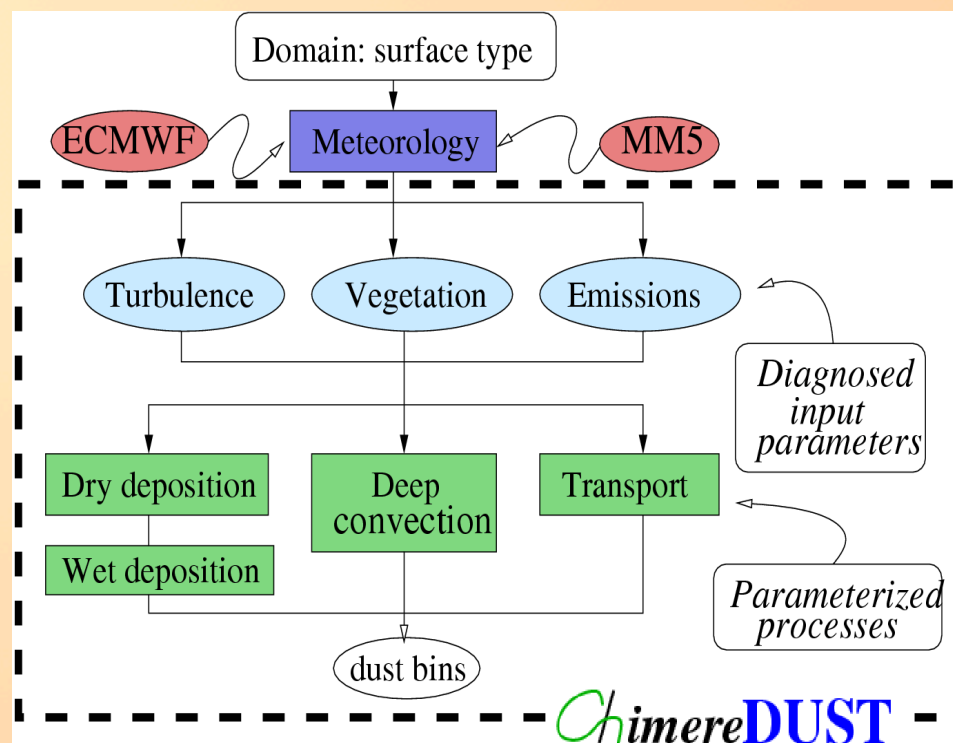 Domain: surface type
ECMWF
Meteorology
MM5
Turbulence
Vegetation
Emissions
Diagnosed
input
parameters
Dry deposition
Deep
convection
Transport
Wet deposition
Parameterized
processes
dust bins
ChimereDUST